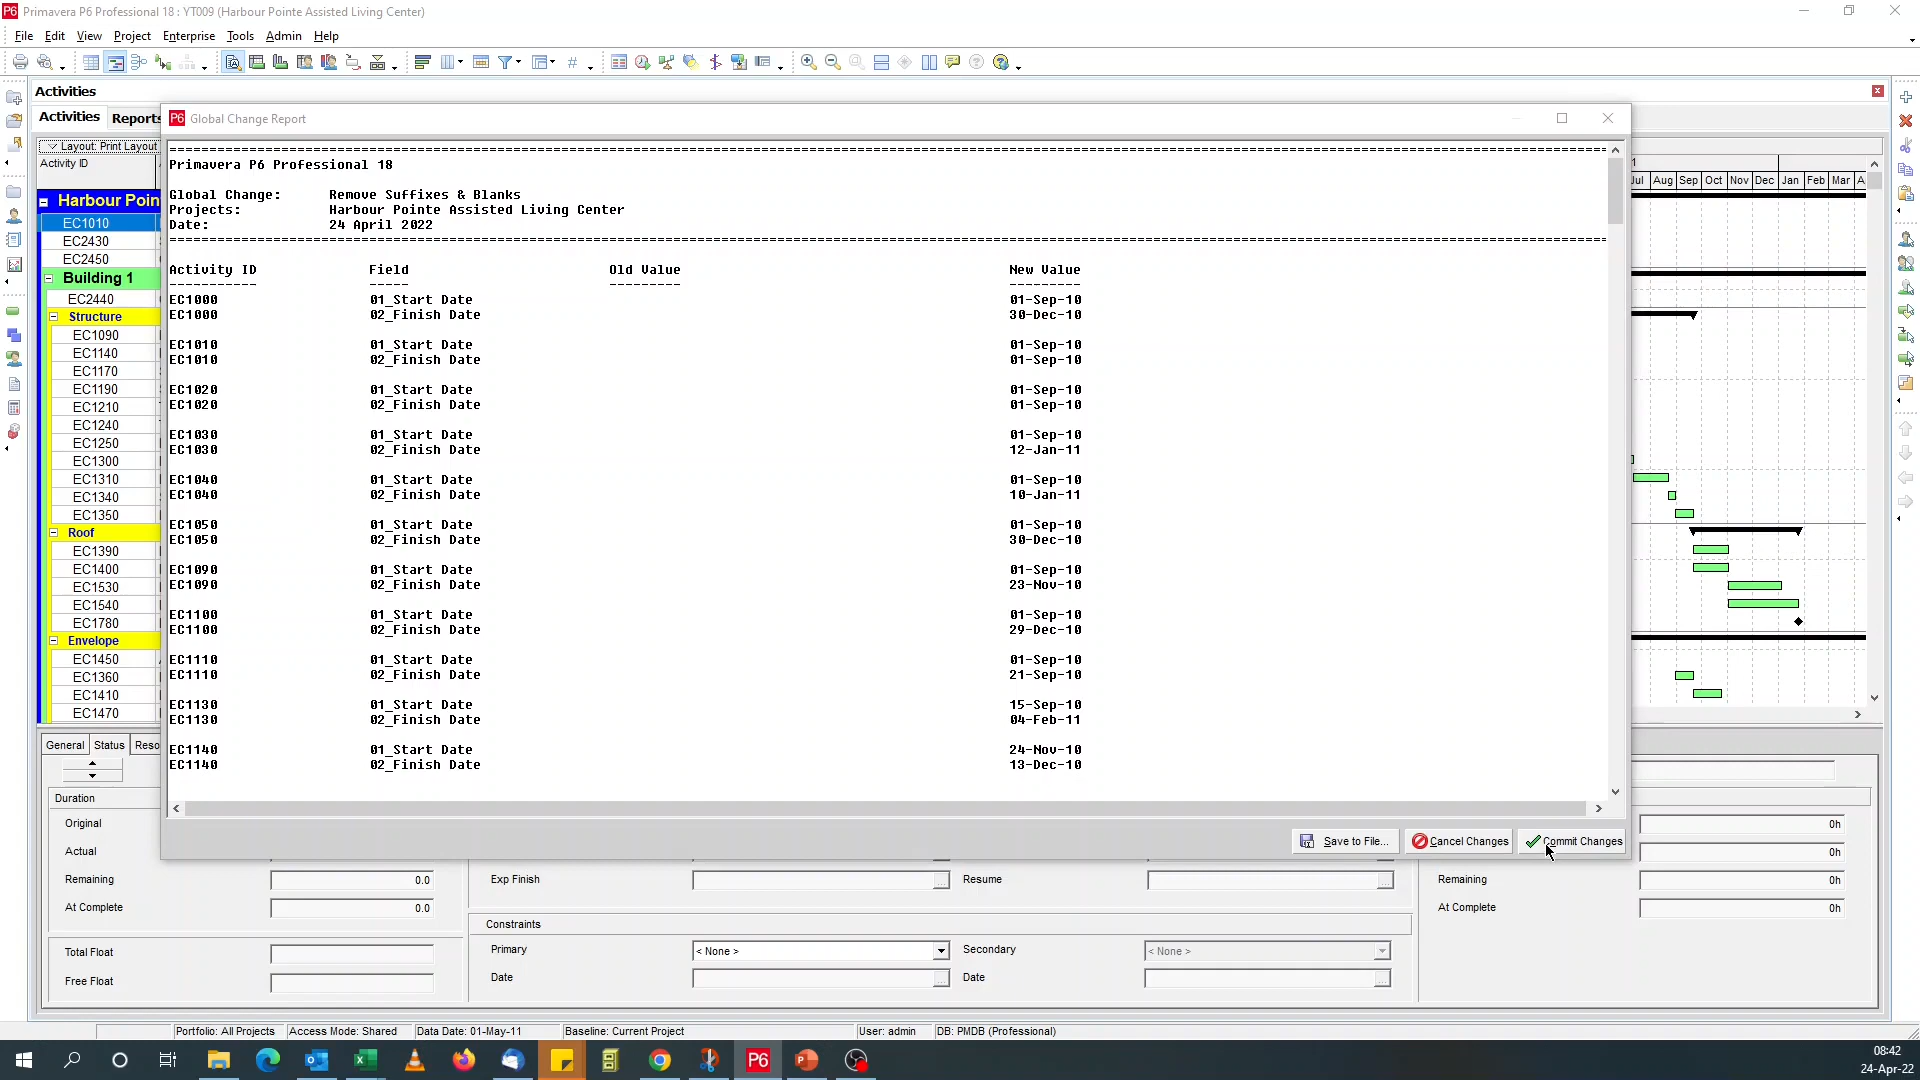 P6 Primavera P6 Professional 18 : YT009 (Harbour Pointe Assisted Living Center)
File Edit View Project Enterprise Tools Admin Help
Activities
Activities Reports
Layout: Print Layout
Activity ID
Jul Aug Sep Oct Nov Dec Jan Feb Mar
Harbour Poin
EC1010
EC2430
EC2450
Building 1
EC2440
Structure
EC1090
EC1140
EC1170
EC1190
EC1210
EC1240
EC1250
EC1300
EC1310
EC1340
EC1350
Roof
EC1390
EC1400
EC1530
EC1540
EC1780
Envelope
EC1450
EC1360
EC1410
EC1470
P6 Global Change Report
Primavera P6 Professional 18
Global Change: Remove Suffixes & Blanks
Projects: Harbour Pointe Assisted Living Center
Date: 24 April 2022
Activity ID Field Old Value New Value
EC1000 01_Start Date 01-Sep-10
EC1000 02_Finish Date 30-Dec-10
EC1010 01_Start Date 01-Sep-10
EC1010 02_Finish Date 01-Sep-10
EC1020 01_Start Date 01-Sep-10
EC1020 02_Finish Date 01-Sep-10
EC1030 01_Start Date 01-Sep-10
EC1030 02_Finish Date 12-Jan-11
EC1040 01_Start Date 01-Sep-10
EC1040 02_Finish Date 10-Jan-11
EC1050 01_Start Date 01-Sep-10
EC1050 02_Finish Date 30-Dec-10
EC1090 01_Start Date 01-Sep-10
EC1090 02_Finish Date 23-Nov-10
EC1100 01_Start Date 01-Sep-10
EC1100 02_Finish Date 29-Dec-10
EC1110 01_Start Date 01-Sep-10
EC1110 02_Finish Date 21-Sep-10
EC1130 01_Start Date 15-Sep-10
EC1130 02_Finish Date 04-Feb-11
EC1140 01_Start Date 24-Nov-10
EC1140 02_Finish Date 13-Dec-10
Save to File... Cancel Changes Commit Changes
General Status Reso
Duration
Original 0h
Actual 0h
Remaining 0.0 Exp Finish Resume Remaining 0h
At Complete 0.0 At Complete 0h
Constraints
Total Float Primary < None > Secondary < None >
Free Float Date Date
Portfolio: All Projects Access Mode: Shared Data Date: 01-May-11 Baseline: Current Project User: admin DB: PMDB (Professional)
P6
08:42
24-Apr-22